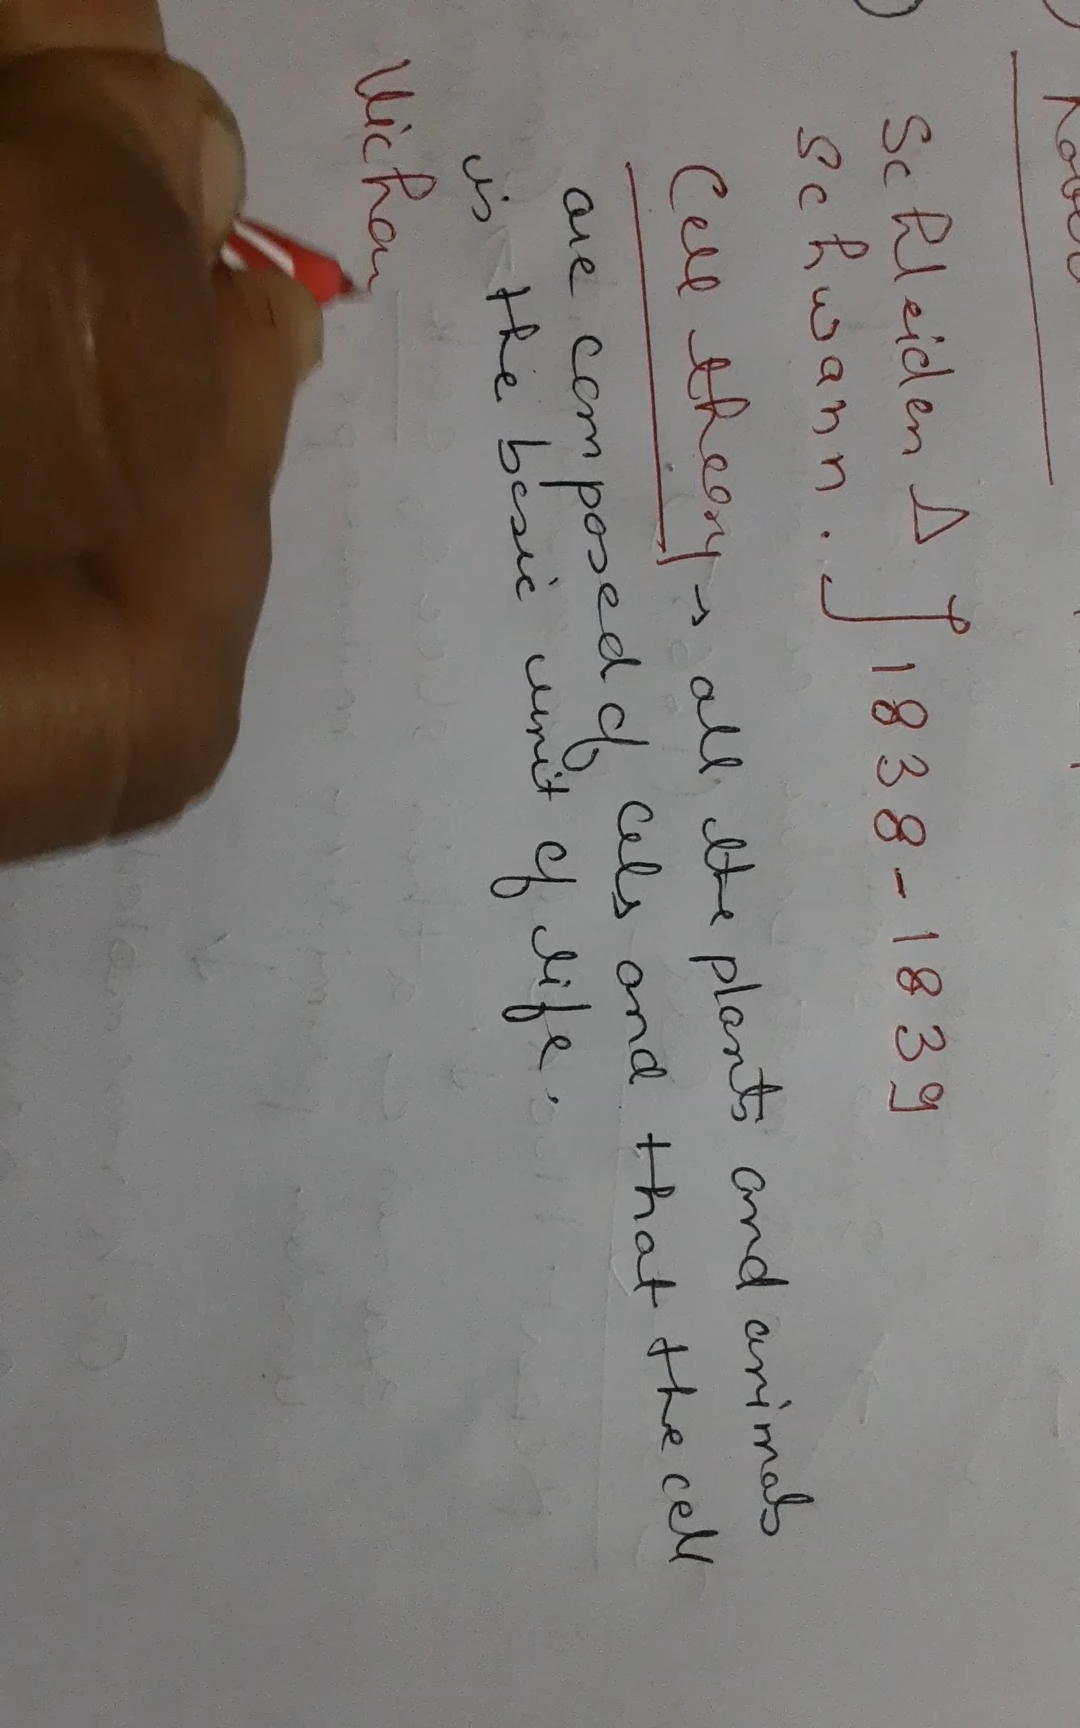 Schleiden &
Schwann. } 1838-1839
Cell theory → all the plants and animals
are composed of cells and that the cell
is the basic unit of life.